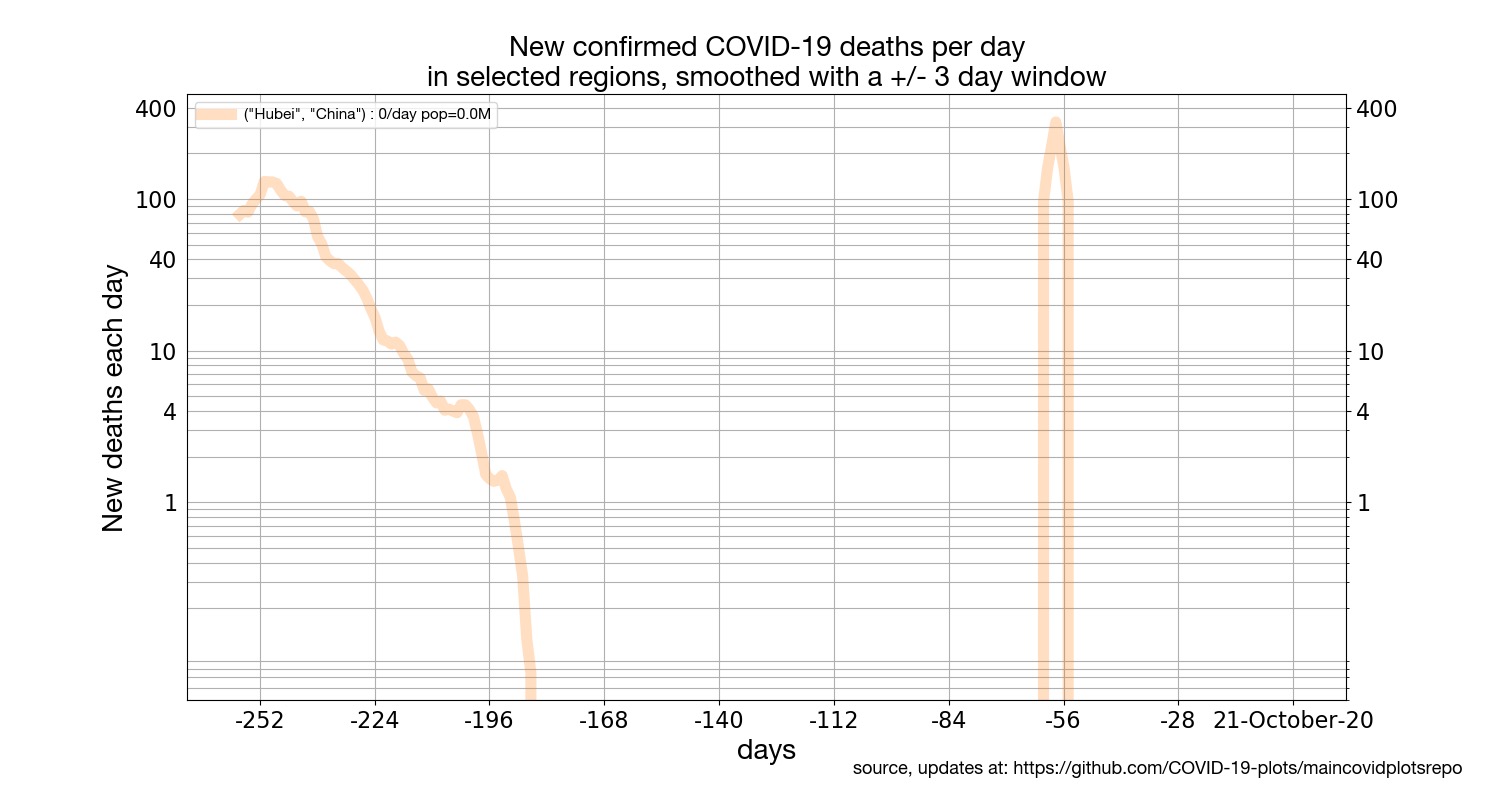 New confirmed COVID-19 deaths per day
in selected regions, smoothed with a +/- 3 day window
("Hubei", "China") : 0/day pop=0.0M
New deaths each day
400
100
40
10
4
1
400
100
40
10
4
1
-252 -224 -196 -168 -140 -112 -84 -56 -28 21-October-20
days
source, updates at: https://github.com/COVID-19-plots/maincovidplotsrepo